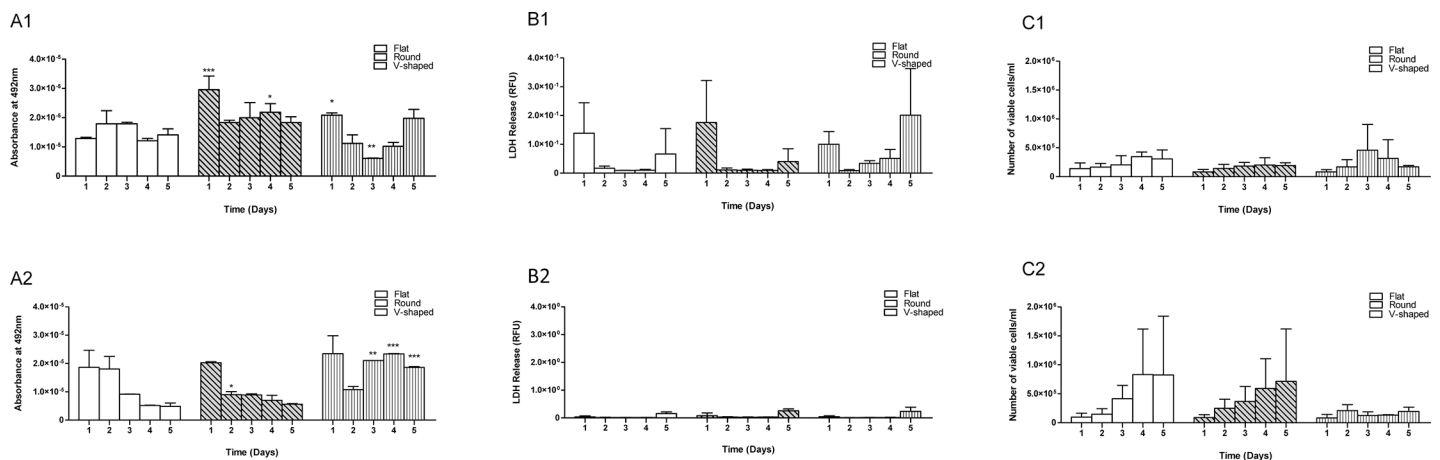 A1
Absorbance at 492nm
4.0×10⁻⁵
3.0×10⁻⁵
2.0×10⁻⁵
1.0×10⁻⁵
0
***
*
*
**
Flat
Round
V-shaped
1 2 3 4 5 1 2 3 4 5 1 2 3 4 5
Time (Days)
B1
LDH Release (RFU)
4.0×10⁻¹
3.0×10⁻¹
2.0×10⁻¹
1.0×10⁻¹
0
Flat
Round
V-shaped
1 2 3 4 5 1 2 3 4 5 1 2 3 4 5
Time (Days)
C1
Number of viable cells/ml
2.0×10⁶
1.5×10⁶
1.0×10⁶
5.0×10⁵
0
Flat
Round
V-shaped
1 2 3 4 5 1 2 3 4 5 1 2 3 4 5
Time (Days)
A2
Absorbance at 492nm
4.0×10⁻⁵
3.0×10⁻⁵
2.0×10⁻⁵
1.0×10⁻⁵
0
*
**
***
***
Flat
Round
V-shaped
1 2 3 4 5 1 2 3 4 5 1 2 3 4 5
Time (Days)
B2
LDH Release (RFU)
4.0×10⁰
3.0×10⁰
2.0×10⁰
1.0×10⁰
0
Flat
Round
V-shaped
1 2 3 4 5 1 2 3 4 5 1 2 3 4 5
Time (Days)
C2
Number of viable cells/ml
2.0×10⁶
1.5×10⁶
1.0×10⁶
5.0×10⁵
0
Flat
Round
V-shaped
1 2 3 4 5 1 2 3 4 5 1 2 3 4 5
Time (Days)